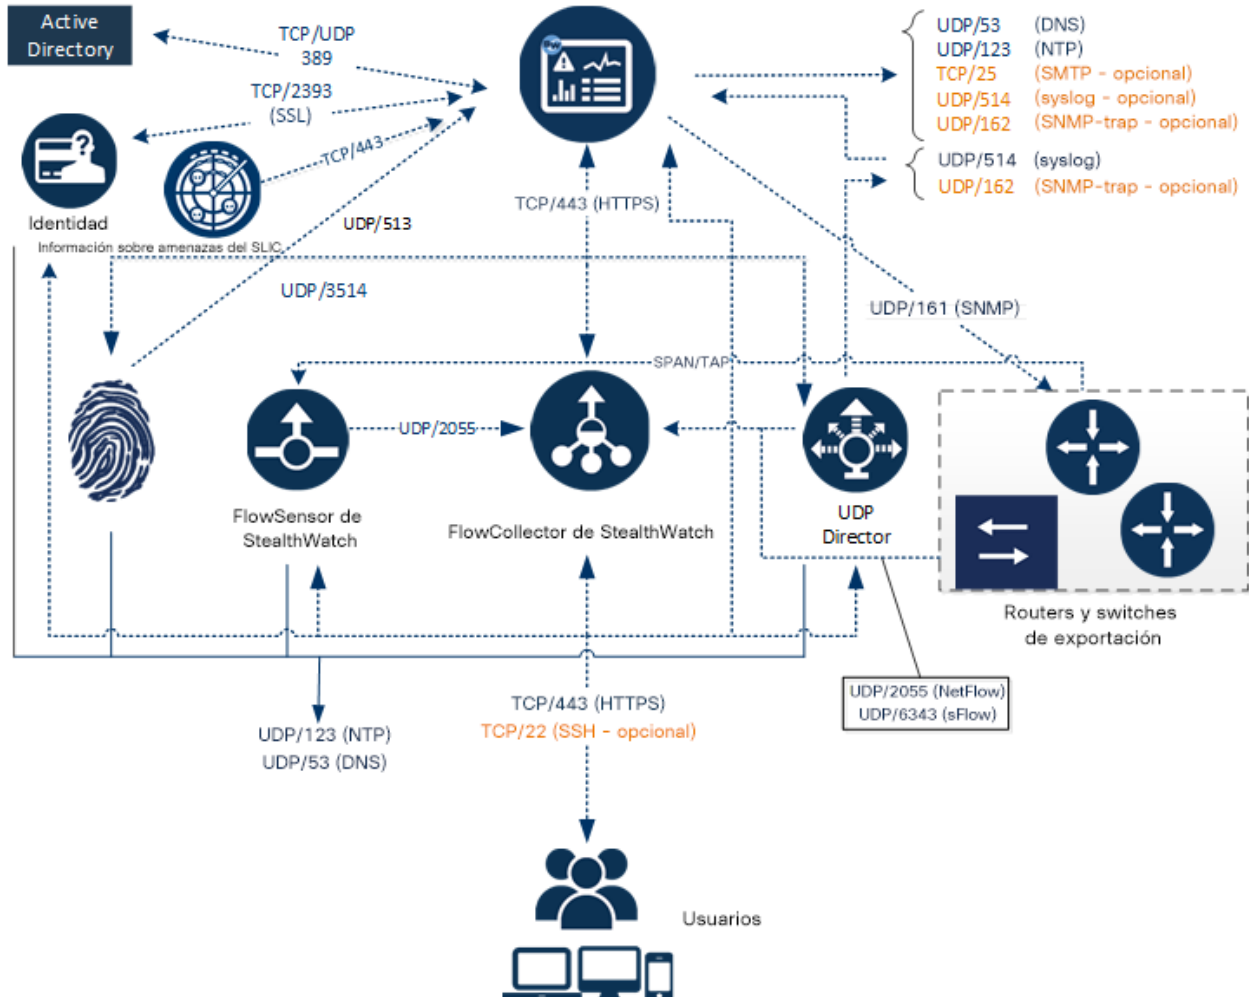 Active
Directory
TCP/UDP
389
TCP/2393
(SSL)
TCP/443
Identidad
Información sobre amenazas del SLIC
UDP/513
UDP/3514
TCP/443 (HTTPS)
UDP/53 (DNS)
UDP/123 (NTP)
TCP/25 (SMTP - opcional)
UDP/514 (syslog - opcional)
UDP/162 (SNMP-trap - opcional)
UDP/514 (syslog)
UDP/162 (SNMP-trap - opcional)
UDP/161 (SNMP)
SPAN/TAP
UDP/2055
FlowSensor de
StealthWatch
FlowCollector de StealthWatch
UDP
Director
Routers y switches
de exportación
UDP/2055 (NetFlow)
UDP/6343 (sFlow)
TCP/443 (HTTPS)
TCP/22 (SSH - opcional)
UDP/123 (NTP)
UDP/53 (DNS)
Usuarios